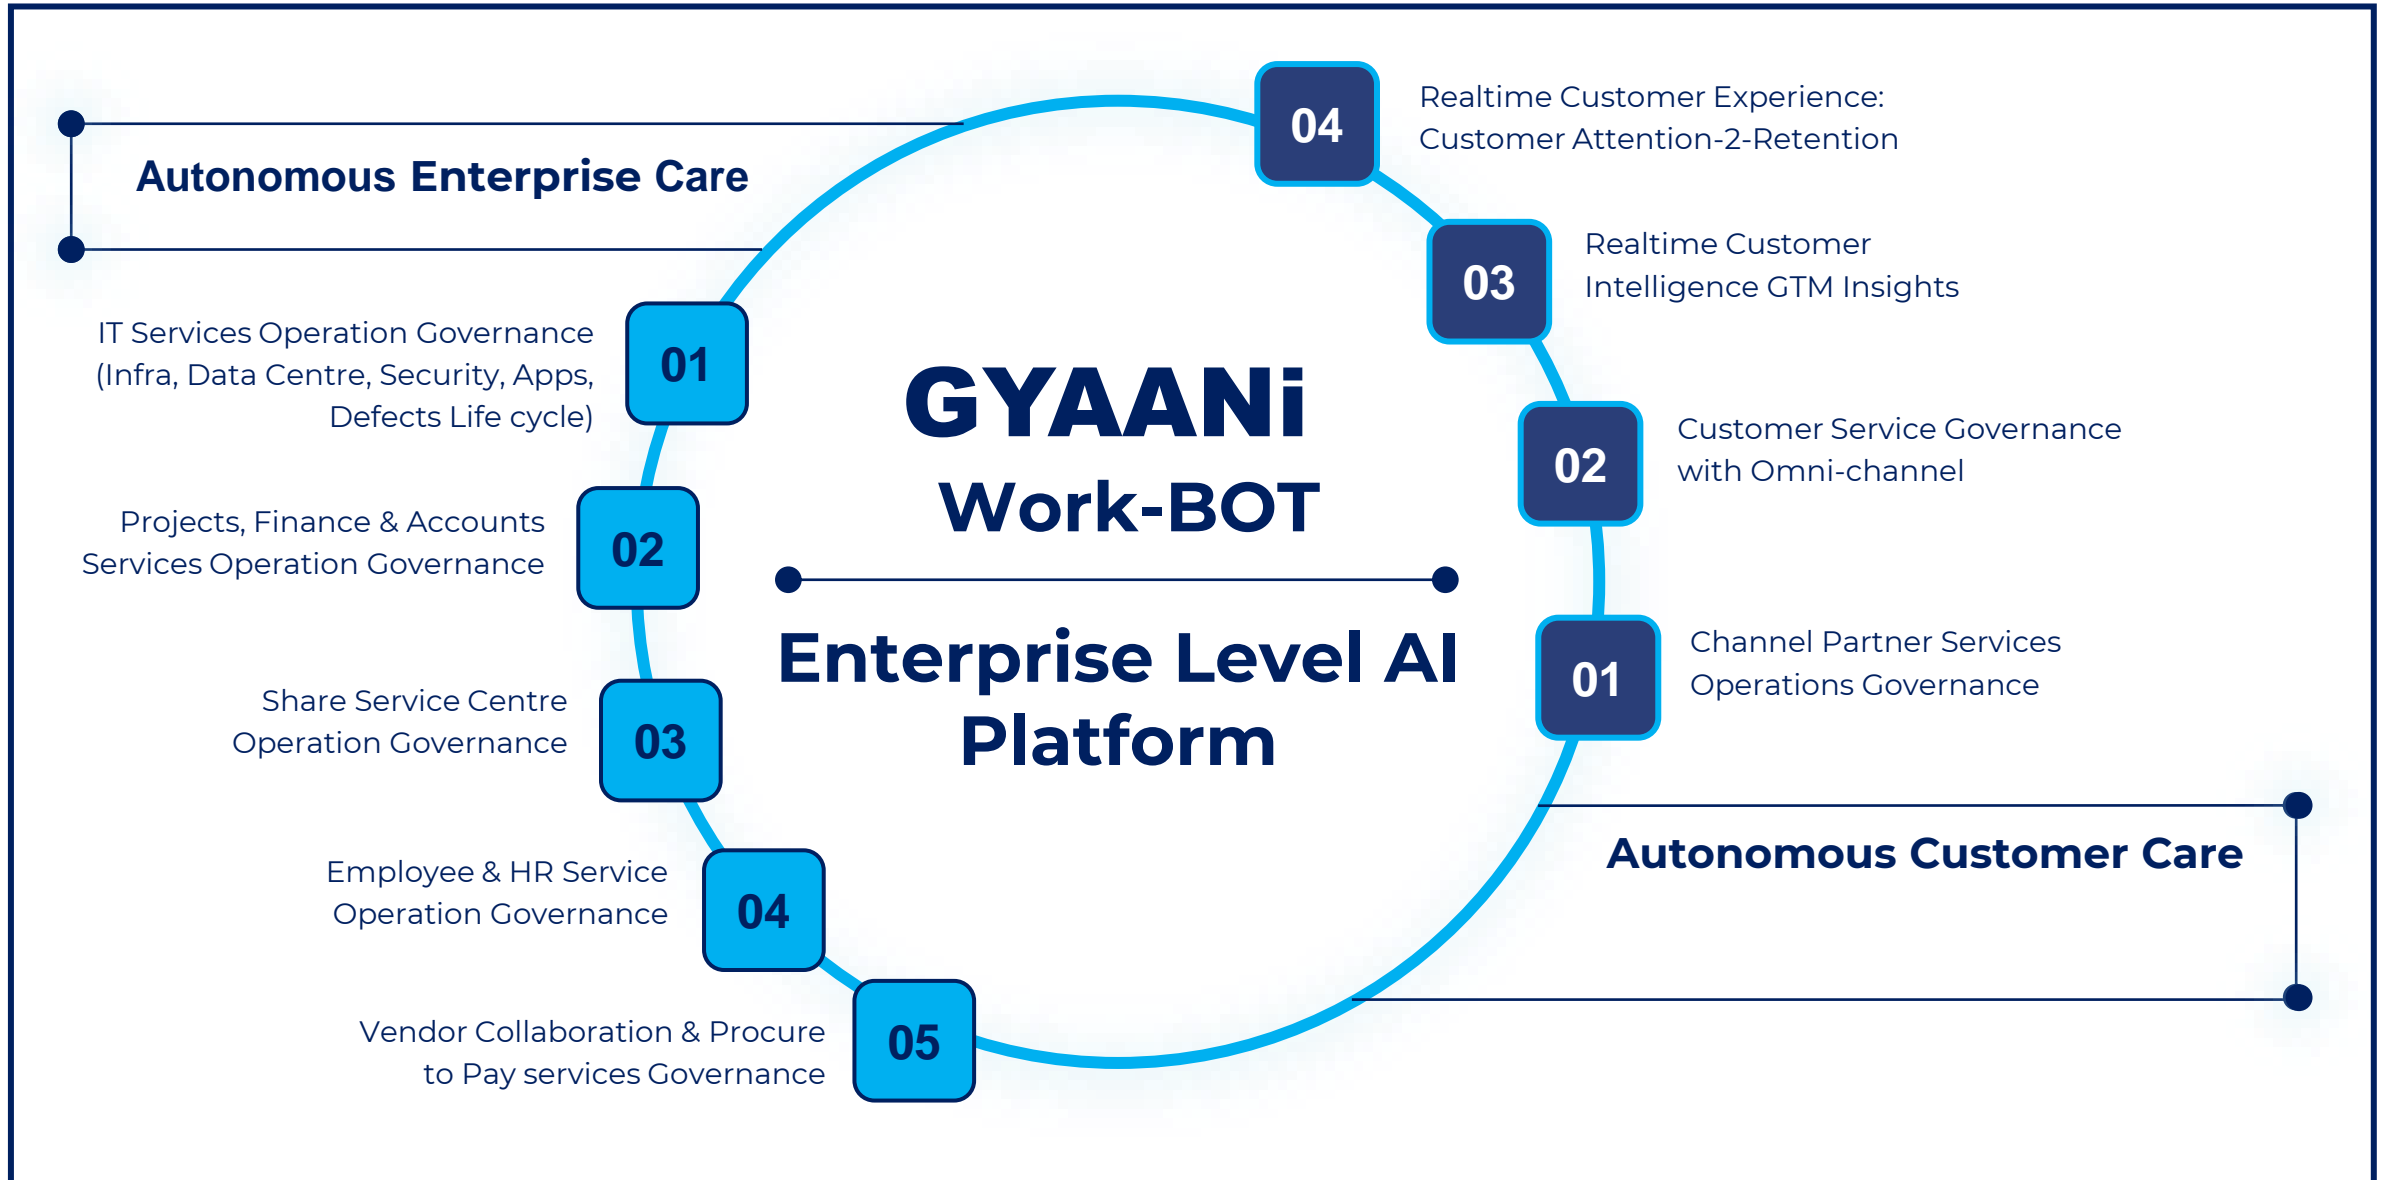 Autonomous Enterprise Care
01
IT Services Operation Governance
(Infra, Data Centre, Security, Apps,
Defects Life cycle)
02
Projects, Finance & Accounts
Services Operation Governance
03
Share Service Centre
Operation Governance
04
Employee & HR Service
Operation Governance
05
Vendor Collaboration & Procure
to Pay services Governance
GYAANi
Work-BOT
Enterprise Level AI
Platform
04
Realtime Customer Experience:
Customer Attention-2-Retention
03
Realtime Customer
Intelligence GTM Insights
02
Customer Service Governance
with Omni-channel
01
Channel Partner Services
Operations Governance
Autonomous Customer Care